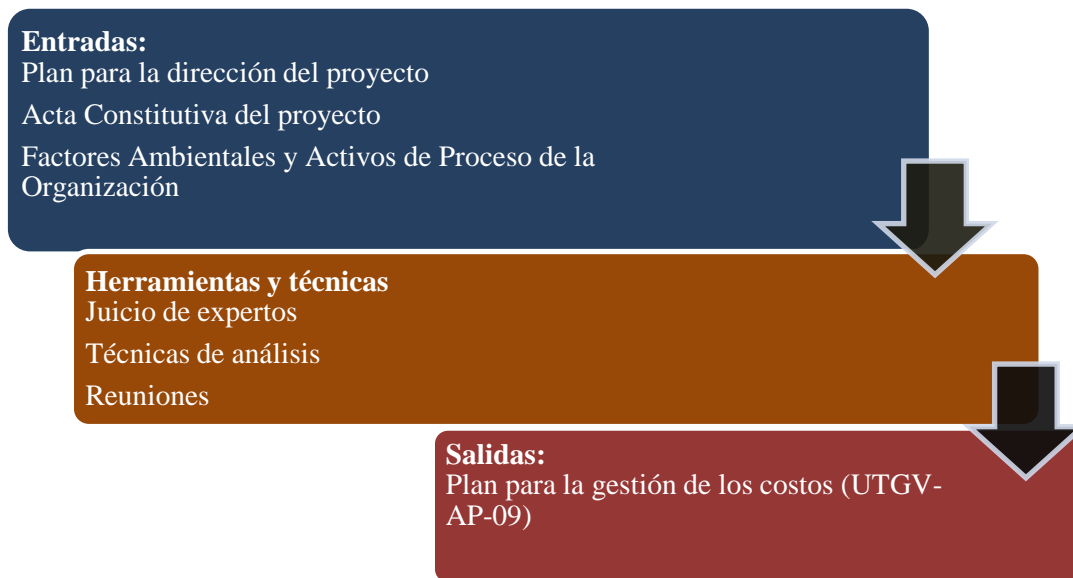 Entradas:
Plan para la dirección del proyecto
Acta Constitutiva del proyecto
Factores Ambientales y Activos de Proceso de la
Organización
Herramientas y técnicas
Juicio de expertos
Técnicas de análisis
Reuniones
Salidas:
Plan para la gestión de los costos (UTGV-
AP-09)